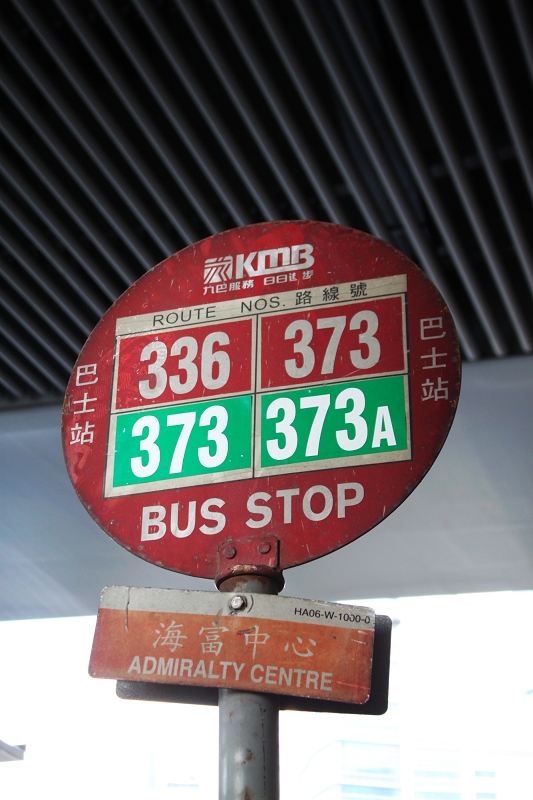 KMB
九巴服務 日日進步
ROUTE NOS. 路線號
336 373
373 373A
巴士站
巴士站
BUS STOP
HA06-W-1000-0
海富中心
ADMIRALTY CENTRE